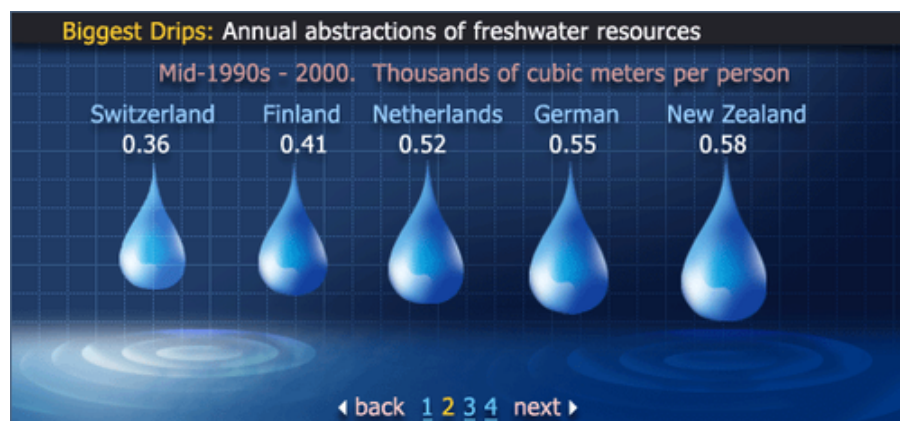 Biggest Drips: Annual abstractions of freshwater resources
Mid-1990s - 2000. Thousands of cubic meters per person
Switzerland Finland Netherlands German New Zealand
0.36 0.41 0.52 0.55 0.58
back 1 2 3 4 next